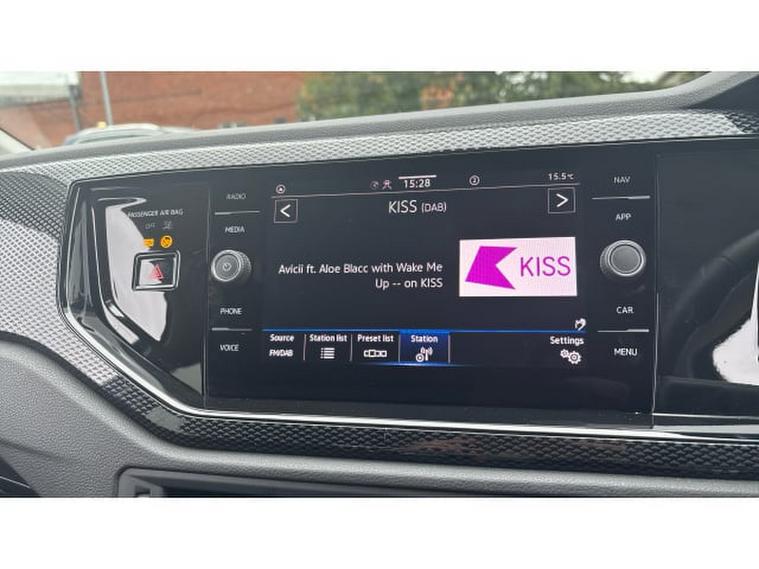 PASSENGER AIR BAG
OFF
RADIO
MEDIA
PHONE
VOICE
15:28
2
15.5°C
<
KISS (DAB)
>
Avicii ft. Aloe Blacc with Wake Me
Up -- on KISS
KISS
Source
FM/DAB
Station list
Preset list
Station
Settings
NAV
APP
CAR
MENU